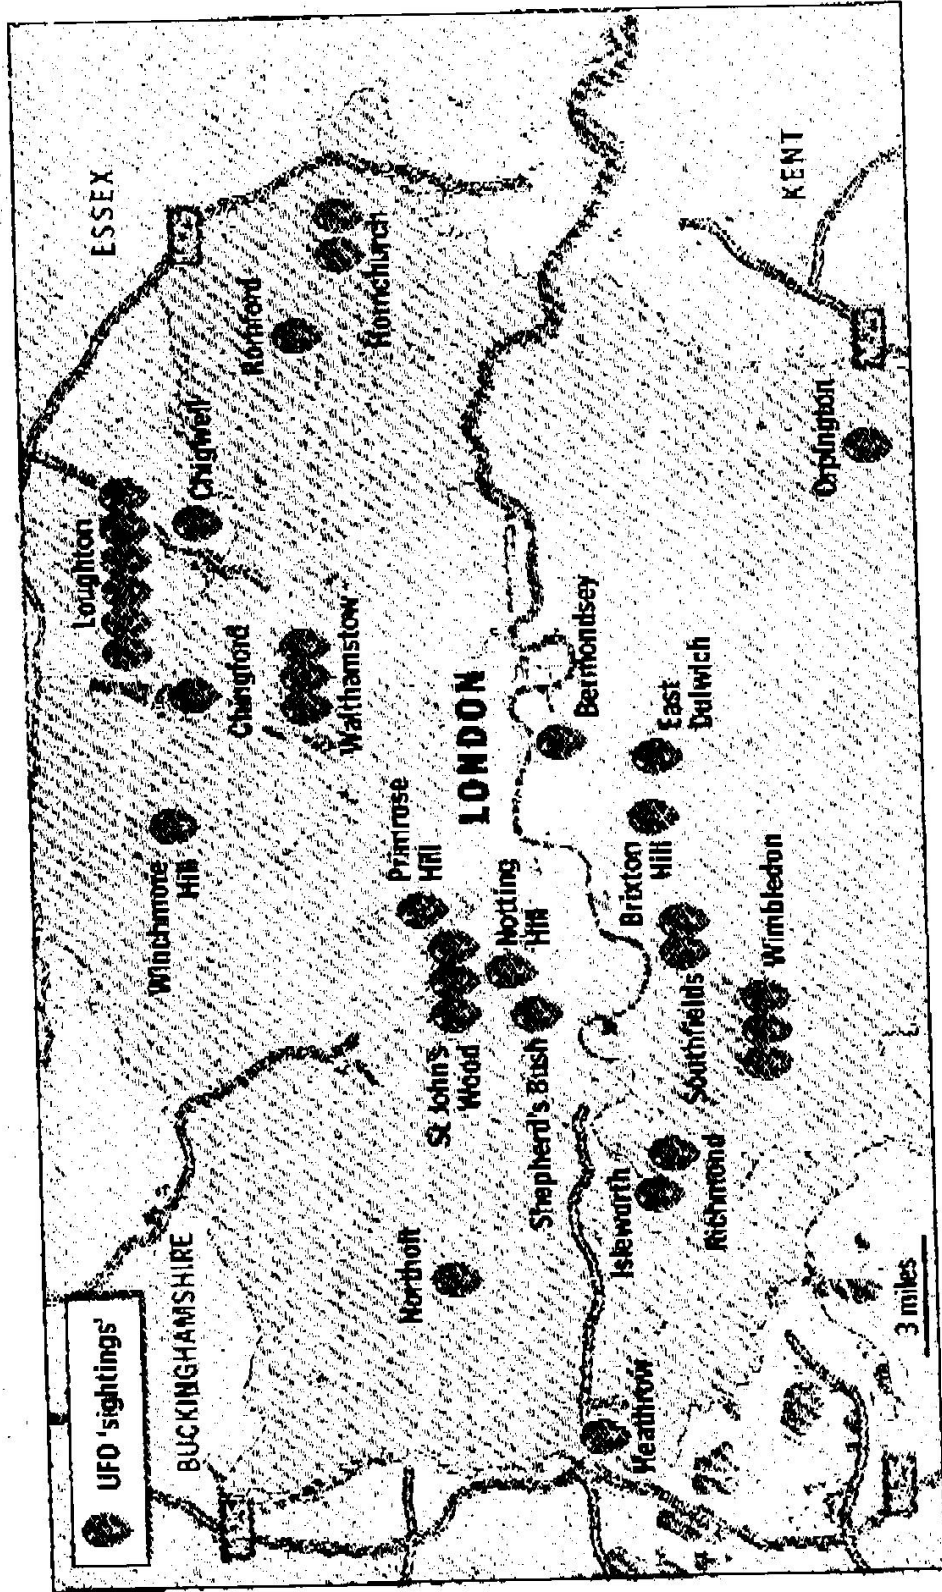 UFO 'sightings'
BUCKINGHAMSHIRE
ESSEX
Loughton
Chigwell
Chingford
Winchmore
Hill
Walthamstow
Romford
Hornchurch
Primrose
Hill
St John's
Wood
Northolt
Notting
Hill
LONDON
Shepherd's Bush
Bermondsey
Heathrow
Isleworth
Richmond
Brixton
Hill
East
Dulwich
Southfields
Wimbledon
Orpington
KENT
3 miles